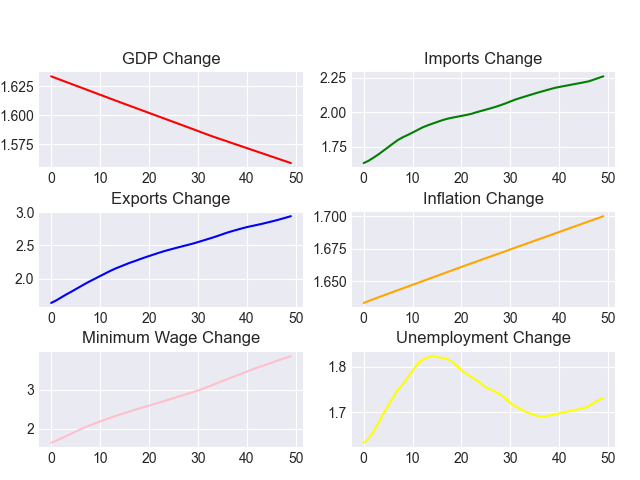 GDP Change
1.625
1.600
1.575
0 10 20 30 40 50
Imports Change
2.25
2.00
1.75
0 10 20 30 40 50
Exports Change
3.0
2.5
2.0
0 10 20 30 40 50
Inflation Change
1.700
1.675
1.650
0 10 20 30 40 50
Minimum Wage Change
3
2
0 10 20 30 40 50
Unemployment Change
1.8
1.7
0 10 20 30 40 50